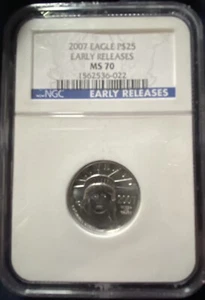 2007 EAGLE P$25
EARLY RELEASES
MS 70
1562536-022
NGC EARLY RELEASES